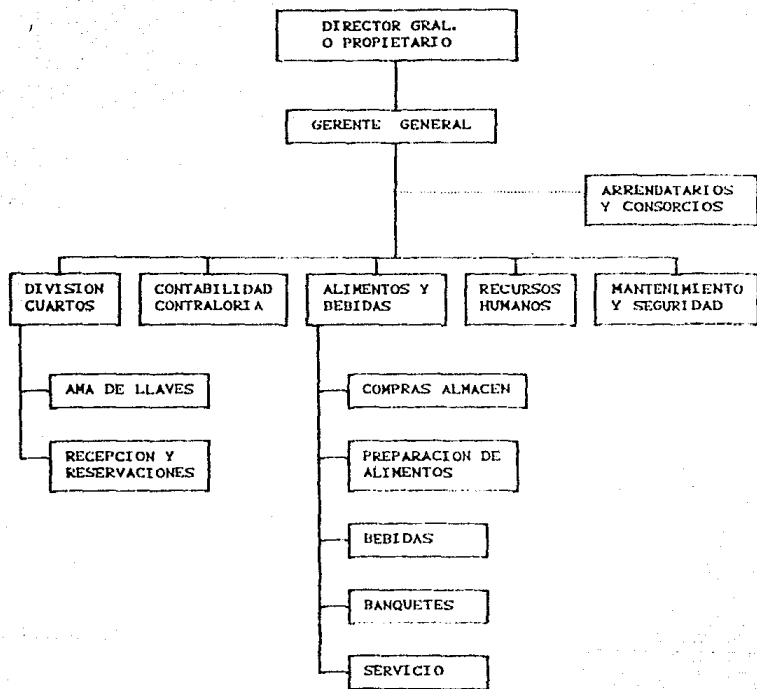 DIRECTOR GRAL.
O PROPIETARIO
GERENTE GENERAL
ARRENDATARIOS
Y CONSORCIOS
DIVISION
CUARTOS
CONTABILIDAD
CONTRALORIA
ALIMENTOS Y
BEBIDAS
RECURSOS
HUMANOS
MANTENIMIENTO
Y SEGURIDAD
AMA DE LLAVES
RECEPCION Y
RESERVACIONES
COMPRAS ALMACEN
PREPARACION DE
ALIMENTOS
BEBIDAS
BANQUETES
SERVICIO